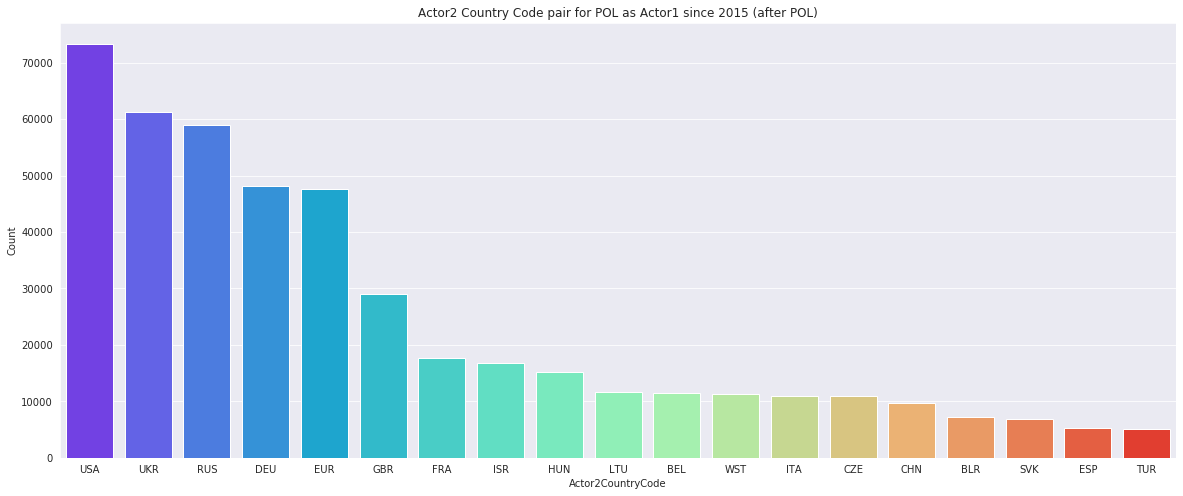 Actor2 Country Code pair for POL as Actor1 since 2015 (after POL)
70000
60000
50000
40000
30000
20000
10000
0
Count
USA UKR RUS DEU EUR GBR FRA ISR HUN LTU BEL WST ITA CZE CHN BLR SVK ESP TUR
Actor2CountryCode